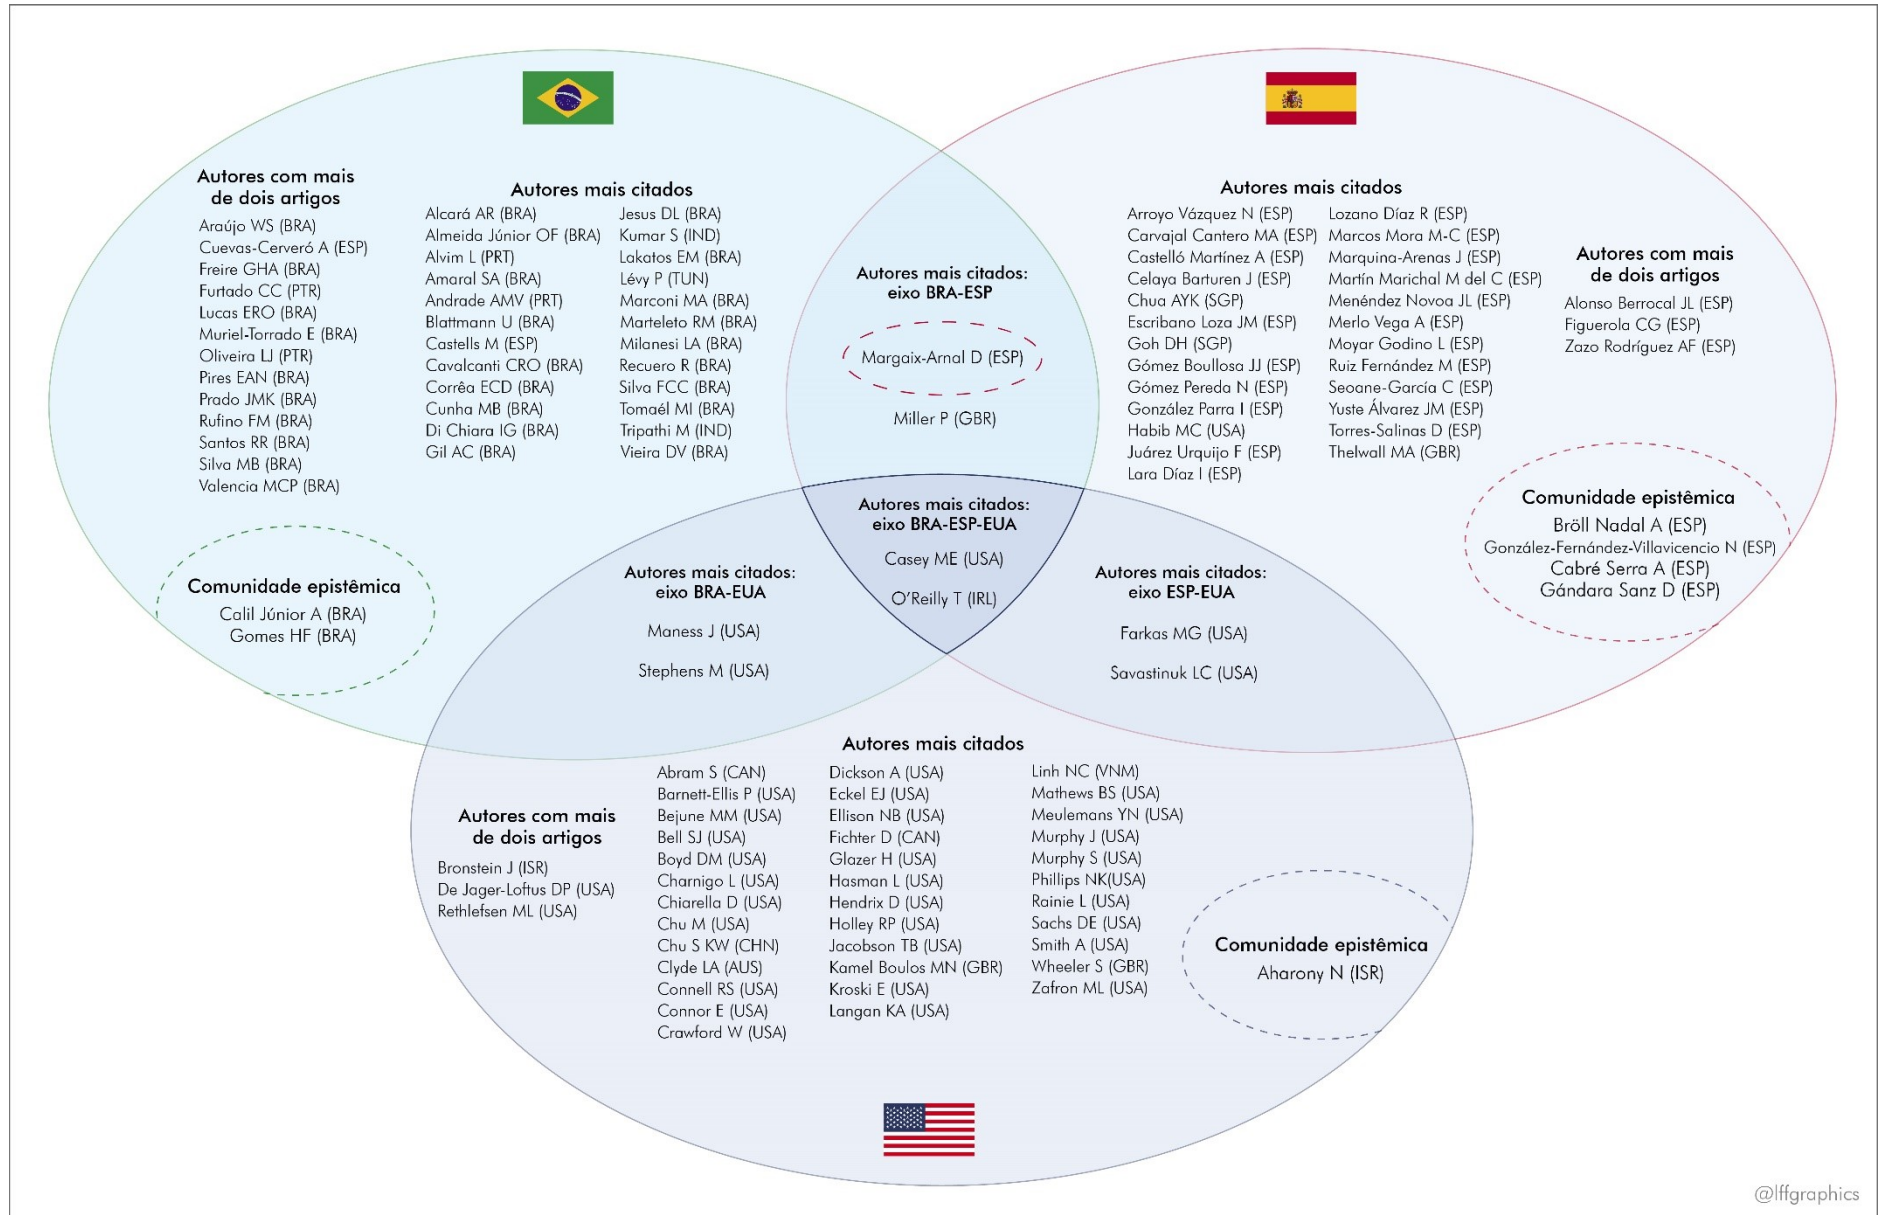 Autores com mais
de dois artigos
Araújo WS (BRA)
Cuevas-Cerveró A (ESP)
Freire GHA (BRA)
Furtado CC (PTR)
Lucas ERO (BRA)
Muriel-Torrado E (BRA)
Oliveira LJ (PTR)
Pires EAN (BRA)
Prado JMK (BRA)
Rufino FM (BRA)
Santos RR (BRA)
Silva MB (BRA)
Valencia MCP (BRA)
Autores mais citados
Alcará AR (BRA)
Almeida Júnior OF (BRA)
Alvim L (PRT)
Amaral SA (BRA)
Andrade AMV (PRT)
Blattmann U (BRA)
Castells M (ESP)
Cavalcanti CRO (BRA)
Corrêa ECD (BRA)
Cunha MB (BRA)
Di Chiara IG (BRA)
Gil AC (BRA)
Jesus DL (BRA)
Kumar S (IND)
Lakatos EM (BRA)
Lévy P (TUN)
Marconi MA (BRA)
Marteleto RM (BRA)
Milanesi LA (BRA)
Recuero R (BRA)
Silva FCC (BRA)
Tomaél MI (BRA)
Tripathi M (IND)
Vieira DV (BRA)
Comunidade epistêmica
Calil Júnior A (BRA)
Gomes HF (BRA)
Autores mais citados:
eixo BRA-ESP
Margaix-Arnal D (ESP)
Miller P (GBR)
Autores mais citados
Arroyo Vázquez N (ESP)
Carvajal Cantero MA (ESP)
Castelló Martínez A (ESP)
Celaya Barturen J (ESP)
Chua AYK (SGP)
Escribano Loza JM (ESP)
Goh DH (SGP)
Gómez Boullosa JJ (ESP)
Gómez Pereda N (ESP)
González Parra I (ESP)
Habib MC (USA)
Juárez Urquijo F (ESP)
Lara Díaz I (ESP)
Lozano Díaz R (ESP)
Marcos Mora M-C (ESP)
Marquina-Arenas J (ESP)
Martín Marichal M del C (ESP)
Menéndez Novoa JL (ESP)
Merlo Vega A (ESP)
Moyar Godino L (ESP)
Ruiz Fernández M (ESP)
Seoane-García C (ESP)
Yuste Álvarez JM (ESP)
Torres-Salinas D (ESP)
Thelwall MA (GBR)
Autores com mais
de dois artigos
Alonso Berrocal JL (ESP)
Figuerola CG (ESP)
Zazo Rodríguez AF (ESP)
Comunidade epistêmica
Bröll Nadal A (ESP)
González-Fernández-Villavicencio N (ESP)
Cabré Serra A (ESP)
Gándara Sanz D (ESP)
Autores mais citados:
eixo BRA-ESP-EUA
Casey ME (USA)
O'Reilly T (IRL)
Autores mais citados:
eixo BRA-EUA
Maness J (USA)
Stephens M (USA)
Autores mais citados:
eixo ESP-EUA
Farkas MG (USA)
Savastinuk LC (USA)
Autores com mais
de dois artigos
Bronstein J (ISR)
De Jager-Loftus DP (USA)
Rethlefsen ML (USA)
Autores mais citados
Abram S (CAN)
Barnett-Ellis P (USA)
Bejune MM (USA)
Bell SJ (USA)
Boyd DM (USA)
Charnigo L (USA)
Chiarella D (USA)
Chu M (USA)
Chu S KW (CHN)
Clyde LA (AUS)
Connell RS (USA)
Connor E (USA)
Crawford W (USA)
Dickson A (USA)
Eckel EJ (USA)
Ellison NB (USA)
Fichter D (CAN)
Glazer H (USA)
Hasman L (USA)
Hendrix D (USA)
Holley RP (USA)
Jacobson TB (USA)
Kamel Boulos MN (GBR)
Kroski E (USA)
Langan KA (USA)
Linh NC (VNM)
Mathews BS (USA)
Meulemans YN (USA)
Murphy J (USA)
Murphy S (USA)
Phillips NK(USA)
Rainie L (USA)
Sachs DE (USA)
Smith A (USA)
Wheeler S (GBR)
Zafron ML (USA)
Comunidade epistêmica
Aharony N (ISR)
@lffgraphics